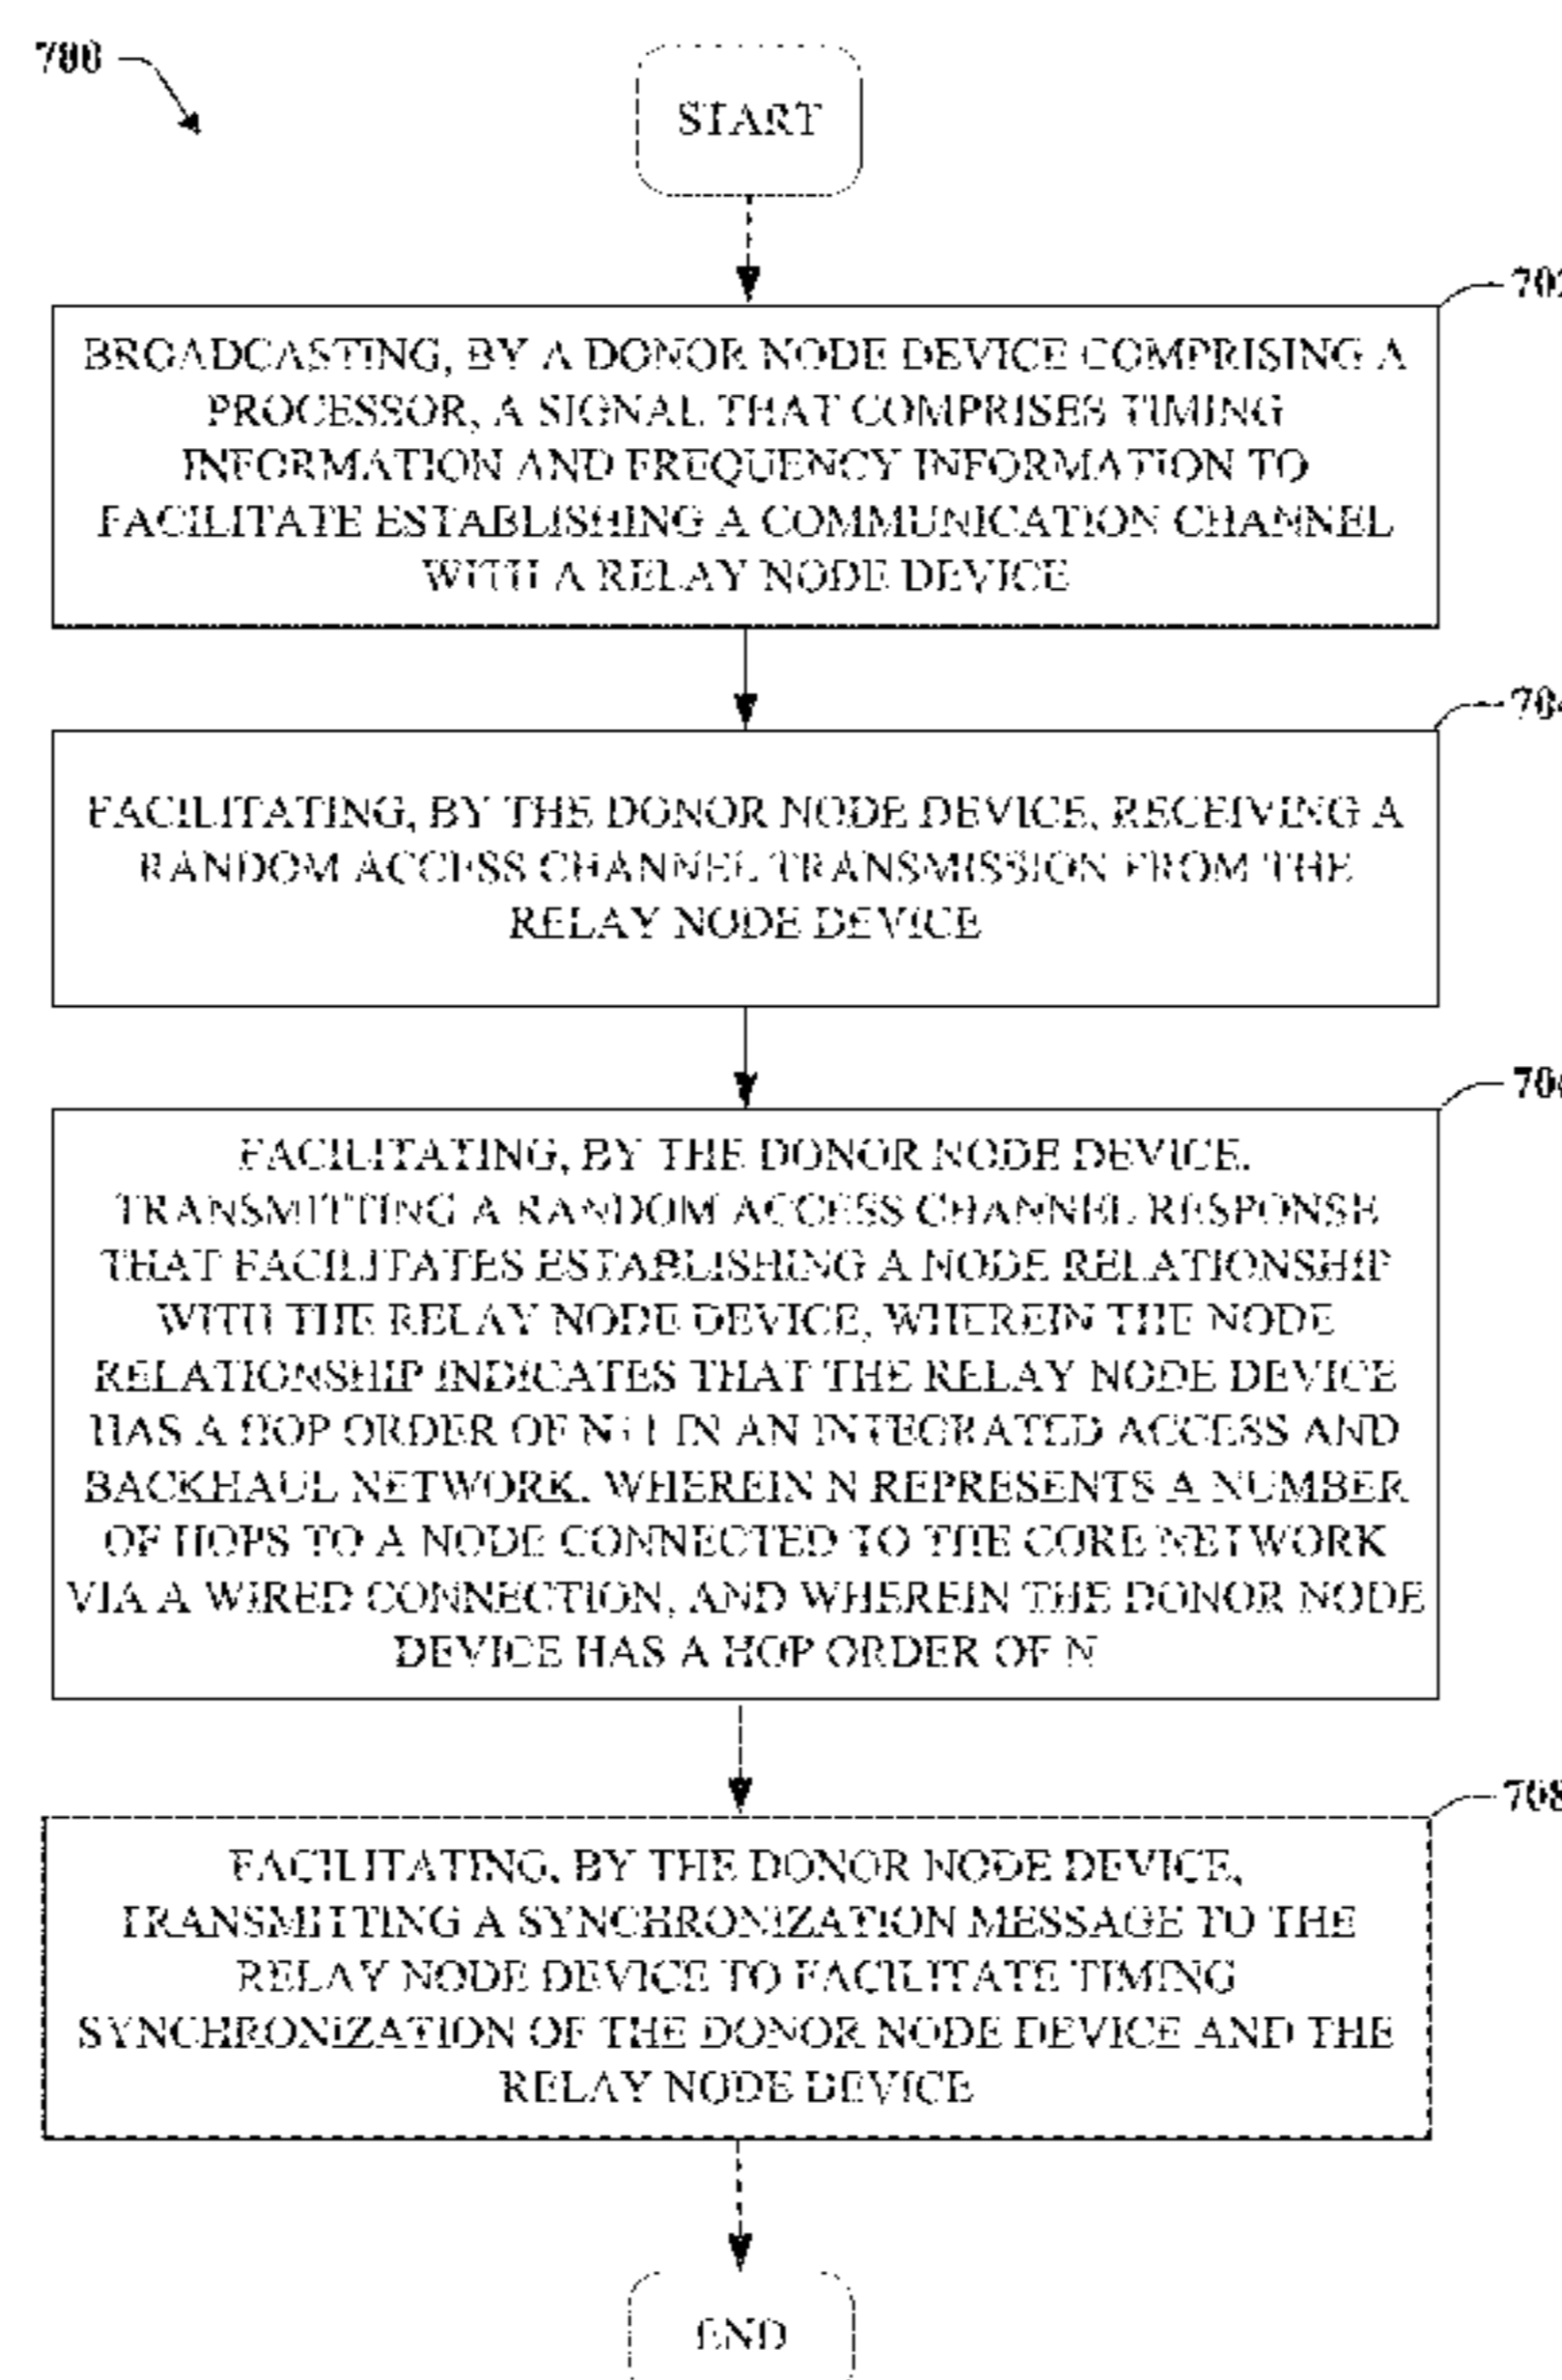 700
START
702
BROADCASTING, BY A DONOR NODE DEVICE COMPRISING A
PROCESSOR, A SIGNAL THAT COMPRISES TIMING
INFORMATION AND FREQUENCY INFORMATION TO
FACILITATE ESTABLISHING A COMMUNICATION CHANNEL
WITH A RELAY NODE DEVICE
704
FACILITATING, BY THE DONOR NODE DEVICE, RECEIVING A
RANDOM ACCESS CHANNEL TRANSMISSION FROM THE
RELAY NODE DEVICE
706
FACILITATING, BY THE DONOR NODE DEVICE,
TRANSMITTING A RANDOM ACCESS CHANNEL RESPONSE
THAT FACILITATES ESTABLISHING A NODE RELATIONSHIP
WITH THE RELAY NODE DEVICE, WHEREIN THE NODE
RELATIONSHIP INDICATES THAT THE RELAY NODE DEVICE
HAS A HOP ORDER OF N+1 IN AN INTEGRATED ACCESS AND
BACKHAUL NETWORK, WHEREIN N REPRESENTS A NUMBER
OF HOPS TO A NODE CONNECTED TO THE CORE NETWORK
VIA A WIRED CONNECTION, AND WHEREIN THE DONOR NODE
DEVICE HAS A HOP ORDER OF N
708
FACILITATING, BY THE DONOR NODE DEVICE,
TRANSMITTING A SYNCHRONIZATION MESSAGE TO THE
RELAY NODE DEVICE TO FACILITATE TIMING
SYNCHRONIZATION OF THE DONOR NODE DEVICE AND THE
RELAY NODE DEVICE
END